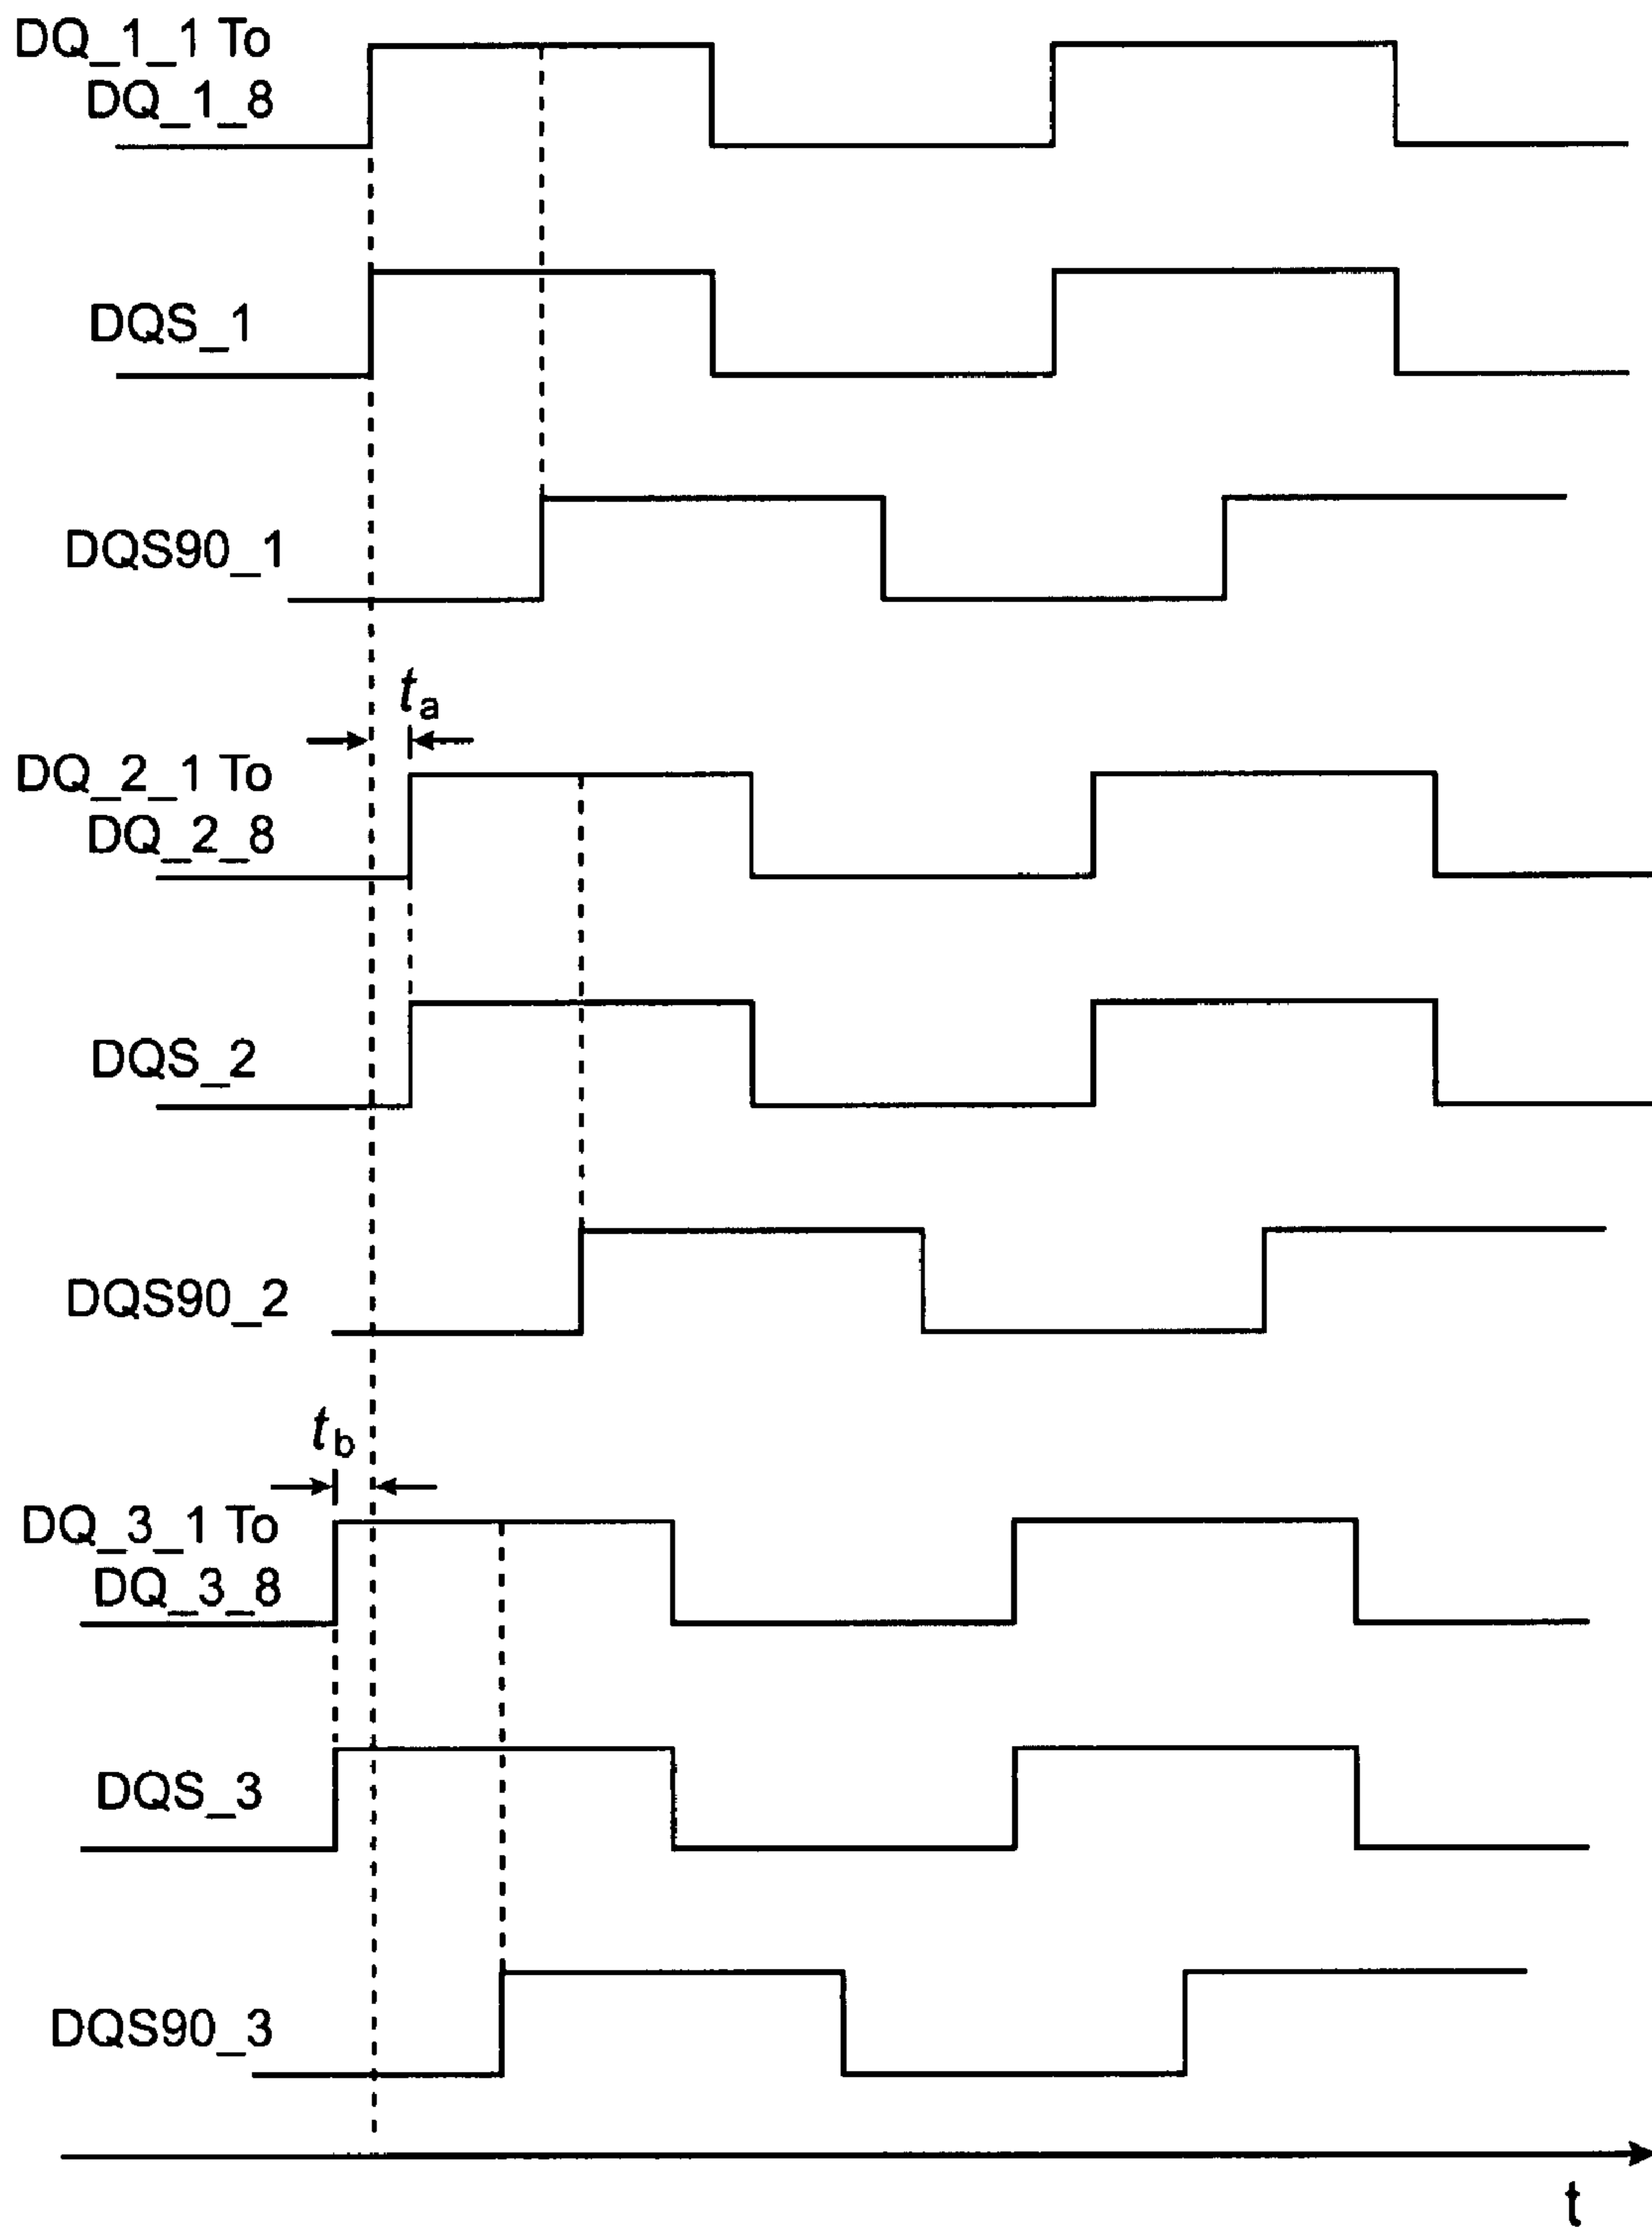 DQ_1_1 To
DQ_1_8
DQS_1
DQS90_1
ta
DQ_2_1 To
DQ_2_8
DQS_2
DQS90_2
tb
DQ_3_1 To
DQ_3_8
DQS_3
DQS90_3
t